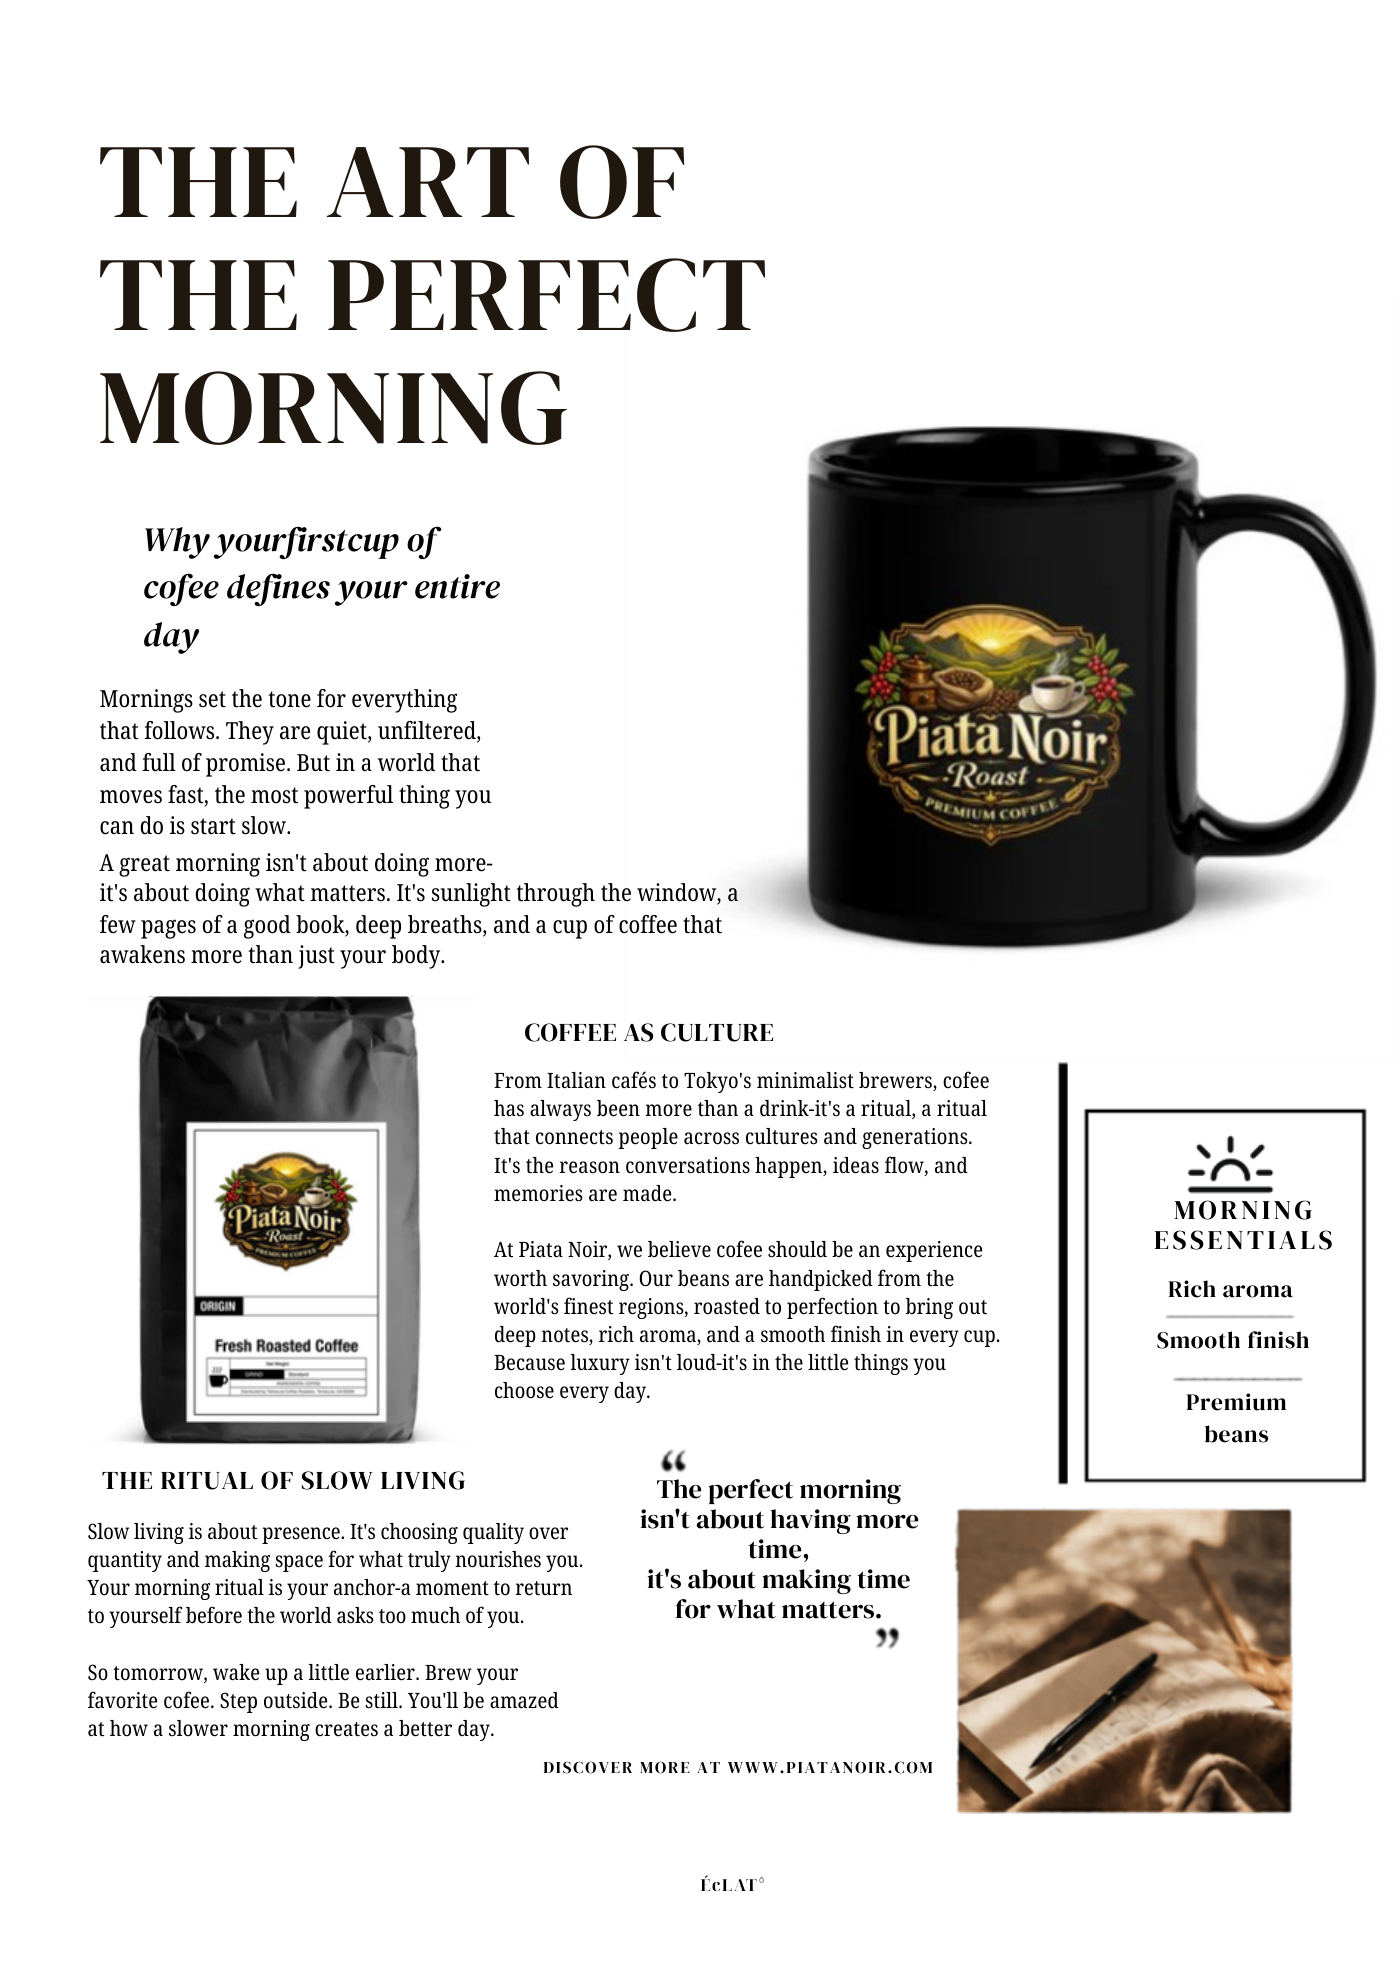 THE ART OF
THE PERFECT
MORNING
Why yourfirstcup of
cofee defines your entire
day
Mornings set the tone for everything
that follows. They are quiet, unfiltered,
and full of promise. But in a world that
moves fast, the most powerful thing you
can do is start slow.
A great morning isn't about doing more-
it's about doing what matters. It's sunlight through the window, a
few pages of a good book, deep breaths, and a cup of coffee that
awakens more than just your body.
Piata Noir
Roast
PREMIUM COFFEE
Piata Noir
Roast
PREMIUM COFFEE
ORIGIN
Fresh Roasted Coffee
Net Weight
GRIND Standard
COFFEE AS CULTURE
From Italian cafés to Tokyo's minimalist brewers, cofee
has always been more than a drink-it's a ritual, a ritual
that connects people across cultures and generations.
It's the reason conversations happen, ideas flow, and
memories are made.
At Piata Noir, we believe cofee should be an experience
worth savoring. Our beans are handpicked from the
world's finest regions, roasted to perfection to bring out
deep notes, rich aroma, and a smooth finish in every cup.
Because luxury isn't loud-it's in the little things you
choose every day.
MORNING
ESSENTIALS
Rich aroma
Smooth finish
Premium
beans
THE RITUAL OF SLOW LIVING
Slow living is about presence. It's choosing quality over
quantity and making space for what truly nourishes you.
Your morning ritual is your anchor-a moment to return
to yourself before the world asks too much of you.
So tomorrow, wake up a little earlier. Brew your
favorite cofee. Step outside. Be still. You'll be amazed
at how a slower morning creates a better day.
“
The perfect morning
isn't about having more
time,
it's about making time
for what matters.
”
DISCOVER MORE AT WWW.PIATANOIR.COM
ÉcLAT